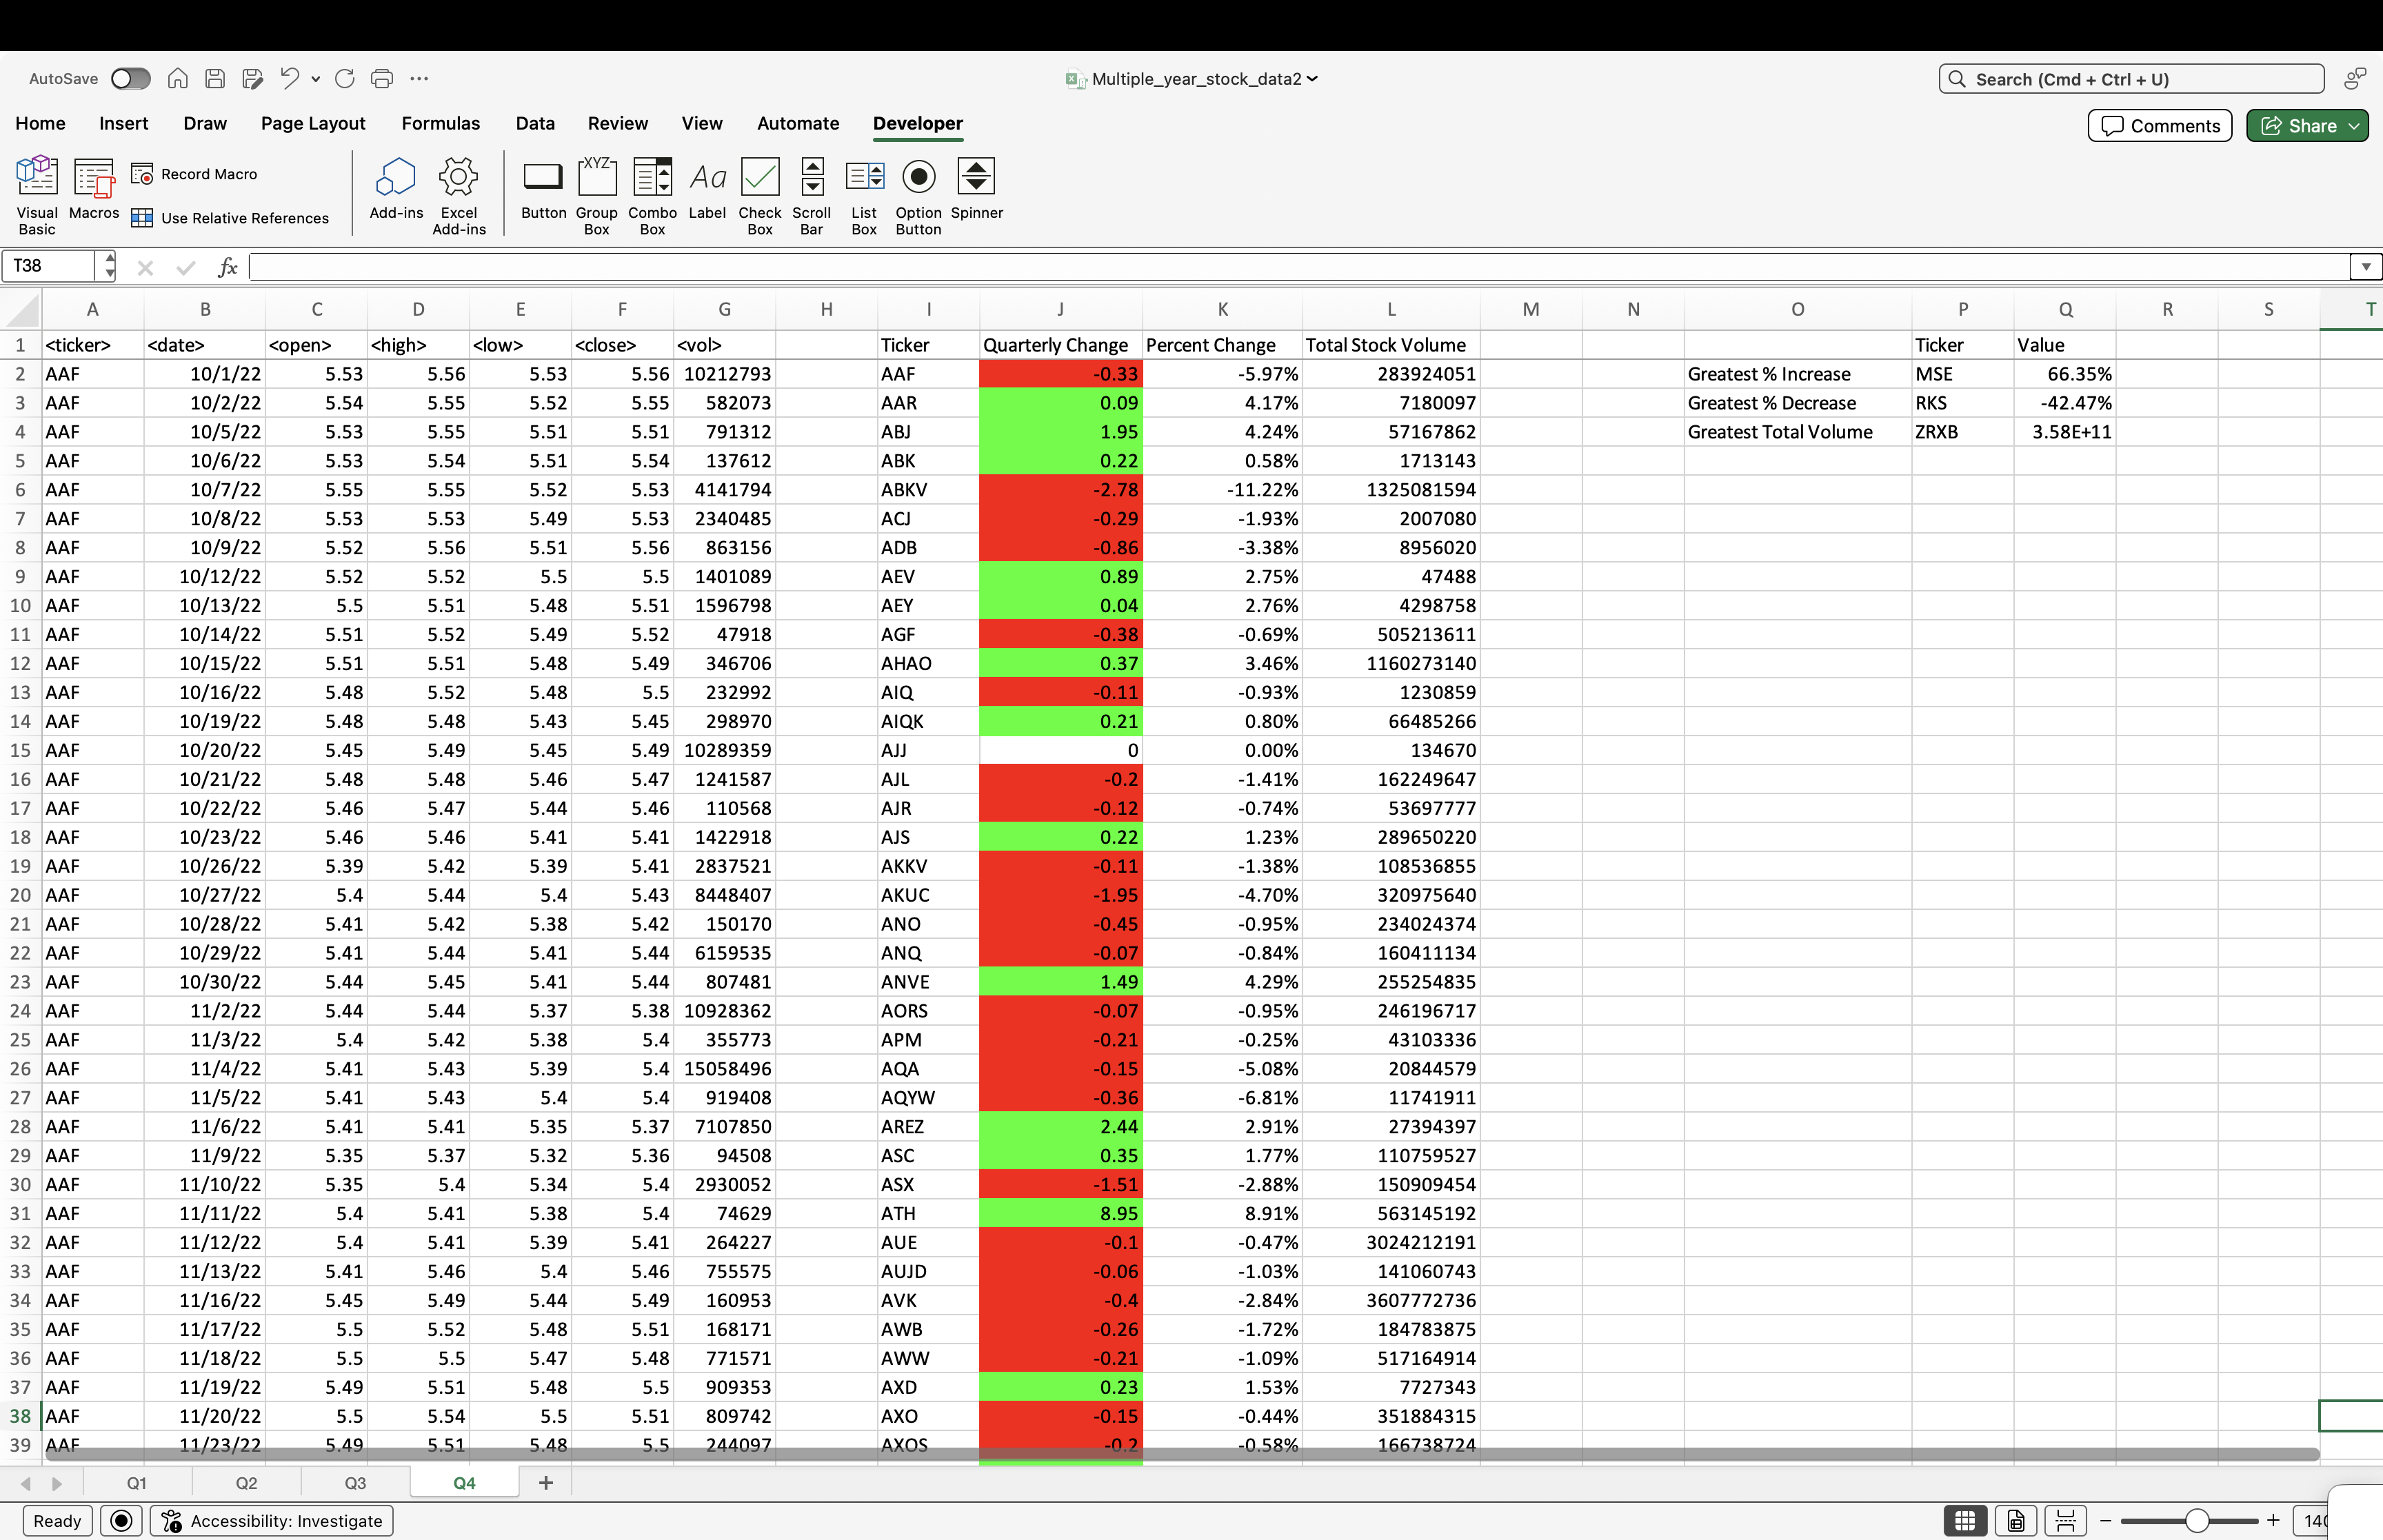 AutoSave Multiple_year_stock_data2 Search (Cmd + Ctrl + U)
Home Insert Draw Page Layout Formulas Data Review View Automate Developer Comments Share
Visual Basic Macros Record Macro Use Relative References Add-ins Excel Add-ins Button XYZ Group Box Combo Box Aa Label Check Box Scroll Bar List Box Option Button Spinner
T38 fx
A B C D E F G H I J K L M N O P Q R S T
1 <ticker> <date> <open> <high> <low> <close> <vol> Ticker Quarterly Change Percent Change Total Stock Volume Ticker Value
2 AAF 10/1/22 5.53 5.56 5.53 5.56 10212793 AAF -0.33 -5.97% 283924051 Greatest % Increase MSE 66.35%
3 AAF 10/2/22 5.54 5.55 5.52 5.55 582073 AAR 0.09 4.17% 7180097 Greatest % Decrease RKS -42.47%
4 AAF 10/5/22 5.53 5.55 5.51 5.51 791312 ABJ 1.95 4.24% 57167862 Greatest Total Volume ZRXB 3.58E+11
5 AAF 10/6/22 5.53 5.54 5.51 5.54 137612 ABK 0.22 0.58% 1713143
6 AAF 10/7/22 5.55 5.55 5.52 5.53 4141794 ABKV -2.78 -11.22% 1325081594
7 AAF 10/8/22 5.53 5.53 5.49 5.53 2340485 ACJ -0.29 -1.93% 2007080
8 AAF 10/9/22 5.52 5.56 5.51 5.56 863156 ADB -0.86 -3.38% 8956020
9 AAF 10/12/22 5.52 5.52 5.5 5.5 1401089 AEV 0.89 2.75% 47488
10 AAF 10/13/22 5.5 5.51 5.48 5.51 1596798 AEY 0.04 2.76% 4298758
11 AAF 10/14/22 5.51 5.52 5.49 5.52 47918 AGF -0.38 -0.69% 505213611
12 AAF 10/15/22 5.51 5.51 5.48 5.49 346706 AHAO 0.37 3.46% 1160273140
13 AAF 10/16/22 5.48 5.52 5.48 5.5 232992 AIQ -0.11 -0.93% 1230859
14 AAF 10/19/22 5.48 5.48 5.43 5.45 298970 AIQK 0.21 0.80% 66485266
15 AAF 10/20/22 5.45 5.49 5.45 5.49 10289359 AJJ 0 0.00% 134670
16 AAF 10/21/22 5.48 5.48 5.46 5.47 1241587 AJL -0.2 -1.41% 162249647
17 AAF 10/22/22 5.46 5.47 5.44 5.46 110568 AJR -0.12 -0.74% 53697777
18 AAF 10/23/22 5.46 5.46 5.41 5.41 1422918 AJS 0.22 1.23% 289650220
19 AAF 10/26/22 5.39 5.42 5.39 5.41 2837521 AKKV -0.11 -1.38% 108536855
20 AAF 10/27/22 5.4 5.44 5.4 5.43 8448407 AKUC -1.95 -4.70% 320975640
21 AAF 10/28/22 5.41 5.42 5.38 5.42 150170 ANO -0.45 -0.95% 234024374
22 AAF 10/29/22 5.41 5.44 5.41 5.44 6159535 ANQ -0.07 -0.84% 160411134
23 AAF 10/30/22 5.44 5.45 5.41 5.44 807481 ANVE 1.49 4.29% 255254835
24 AAF 11/2/22 5.44 5.44 5.37 5.38 10928362 AORS -0.07 -0.95% 246196717
25 AAF 11/3/22 5.4 5.42 5.38 5.4 355773 APM -0.21 -0.25% 43103336
26 AAF 11/4/22 5.41 5.43 5.39 5.4 15058496 AQA -0.15 -5.08% 20844579
27 AAF 11/5/22 5.41 5.43 5.4 5.4 919408 AQYW -0.36 -6.81% 11741911
28 AAF 11/6/22 5.41 5.41 5.35 5.37 7107850 AREZ 2.44 2.91% 27394397
29 AAF 11/9/22 5.35 5.37 5.32 5.36 94508 ASC 0.35 1.77% 110759527
30 AAF 11/10/22 5.35 5.4 5.34 5.4 2930052 ASX -1.51 -2.88% 150909454
31 AAF 11/11/22 5.4 5.41 5.38 5.4 74629 ATH 8.95 8.91% 563145192
32 AAF 11/12/22 5.4 5.41 5.39 5.41 264227 AUE -0.1 -0.47% 3024212191
33 AAF 11/13/22 5.41 5.46 5.4 5.46 755575 AUJD -0.06 -1.03% 141060743
34 AAF 11/16/22 5.45 5.49 5.44 5.49 160953 AVK -0.4 -2.84% 3607772736
35 AAF 11/17/22 5.5 5.52 5.48 5.51 168171 AWB -0.26 -1.72% 184783875
36 AAF 11/18/22 5.5 5.5 5.47 5.48 771571 AWW -0.21 -1.09% 517164914
37 AAF 11/19/22 5.49 5.51 5.48 5.5 909353 AXD 0.23 1.53% 7727343
38 AAF 11/20/22 5.5 5.54 5.5 5.51 809742 AXO -0.15 -0.44% 351884315
39 AAF 11/23/22 5.49 5.51 5.48 5.5 244097 AXOS -0.2 -0.58% 166738724
Q1 Q2 Q3 Q4 +
Ready Accessibility: Investigate